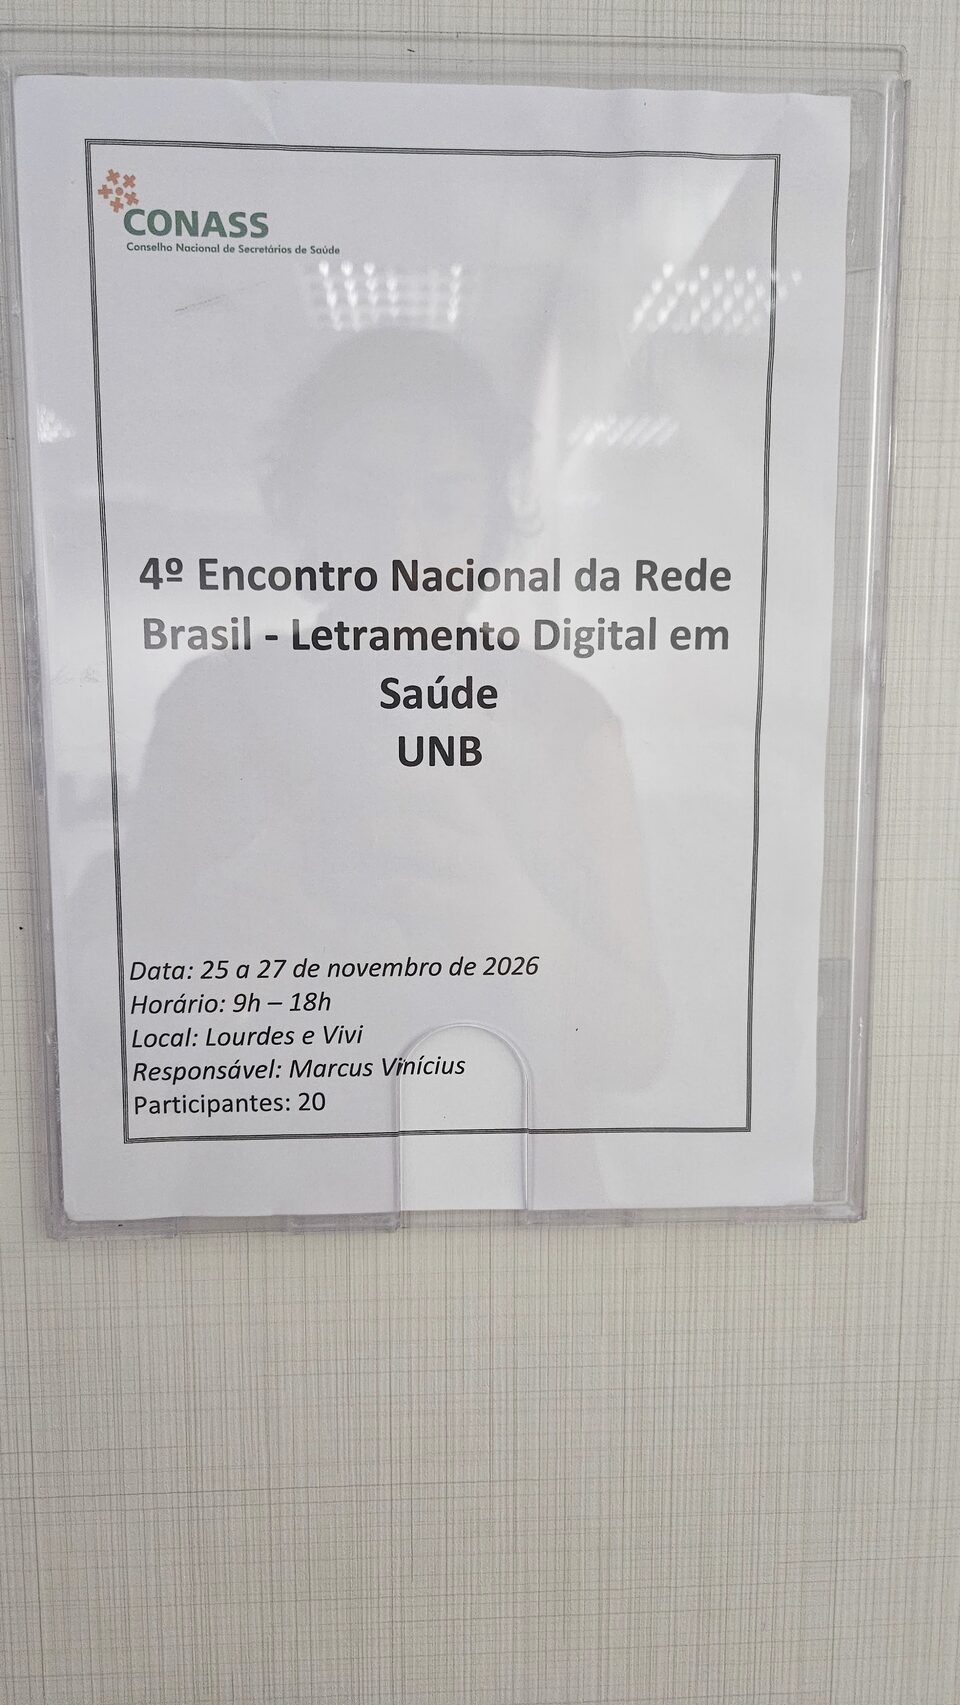 CONASS
Conselho Nacional de Secretários de Saúde
4º Encontro Nacional da Rede
Brasil - Letramento Digital em
Saúde
UNB
Data: 25 a 27 de novembro de 2026
Horário: 9h – 18h
Local: Lourdes e Vivi
Responsável: Marcus Vinícius
Participantes: 20